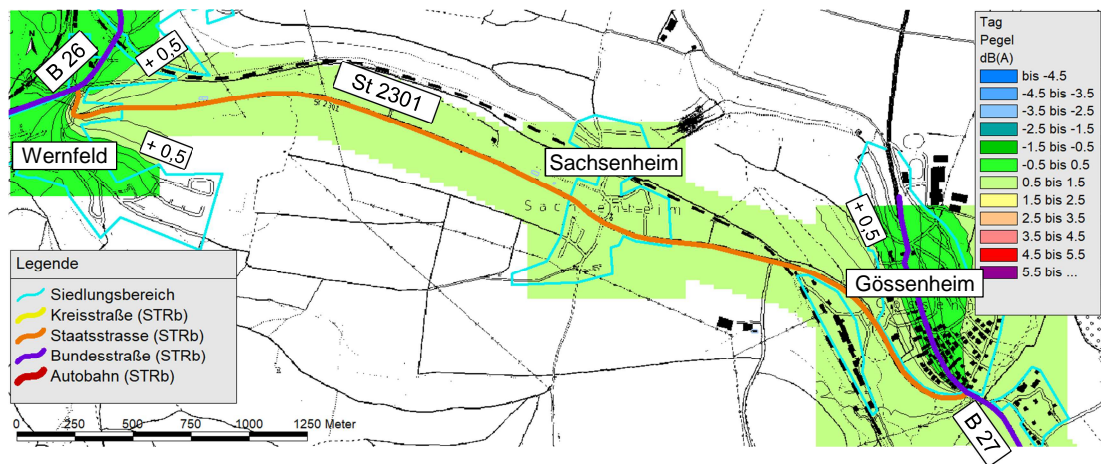 N
B 26
+ 0,5
St 2301
St 2301
+ 0,5
Wernfeld
Sachsenheim
S a c h s e n h e i m
+ 0,5
Gössenheim
B 27
Tag
Pegel
dB(A)
bis -4.5
-4.5 bis -3.5
-3.5 bis -2.5
-2.5 bis -1.5
-1.5 bis -0.5
-0.5 bis 0.5
0.5 bis 1.5
1.5 bis 2.5
2.5 bis 3.5
3.5 bis 4.5
4.5 bis 5.5
5.5 bis ...
Legende
Siedlungsbereich
Kreisstraße (STRb)
Staatsstrasse (STRb)
Bundesstraße (STRb)
Autobahn (STRb)
0 250 500 750 1000 1250 Meter